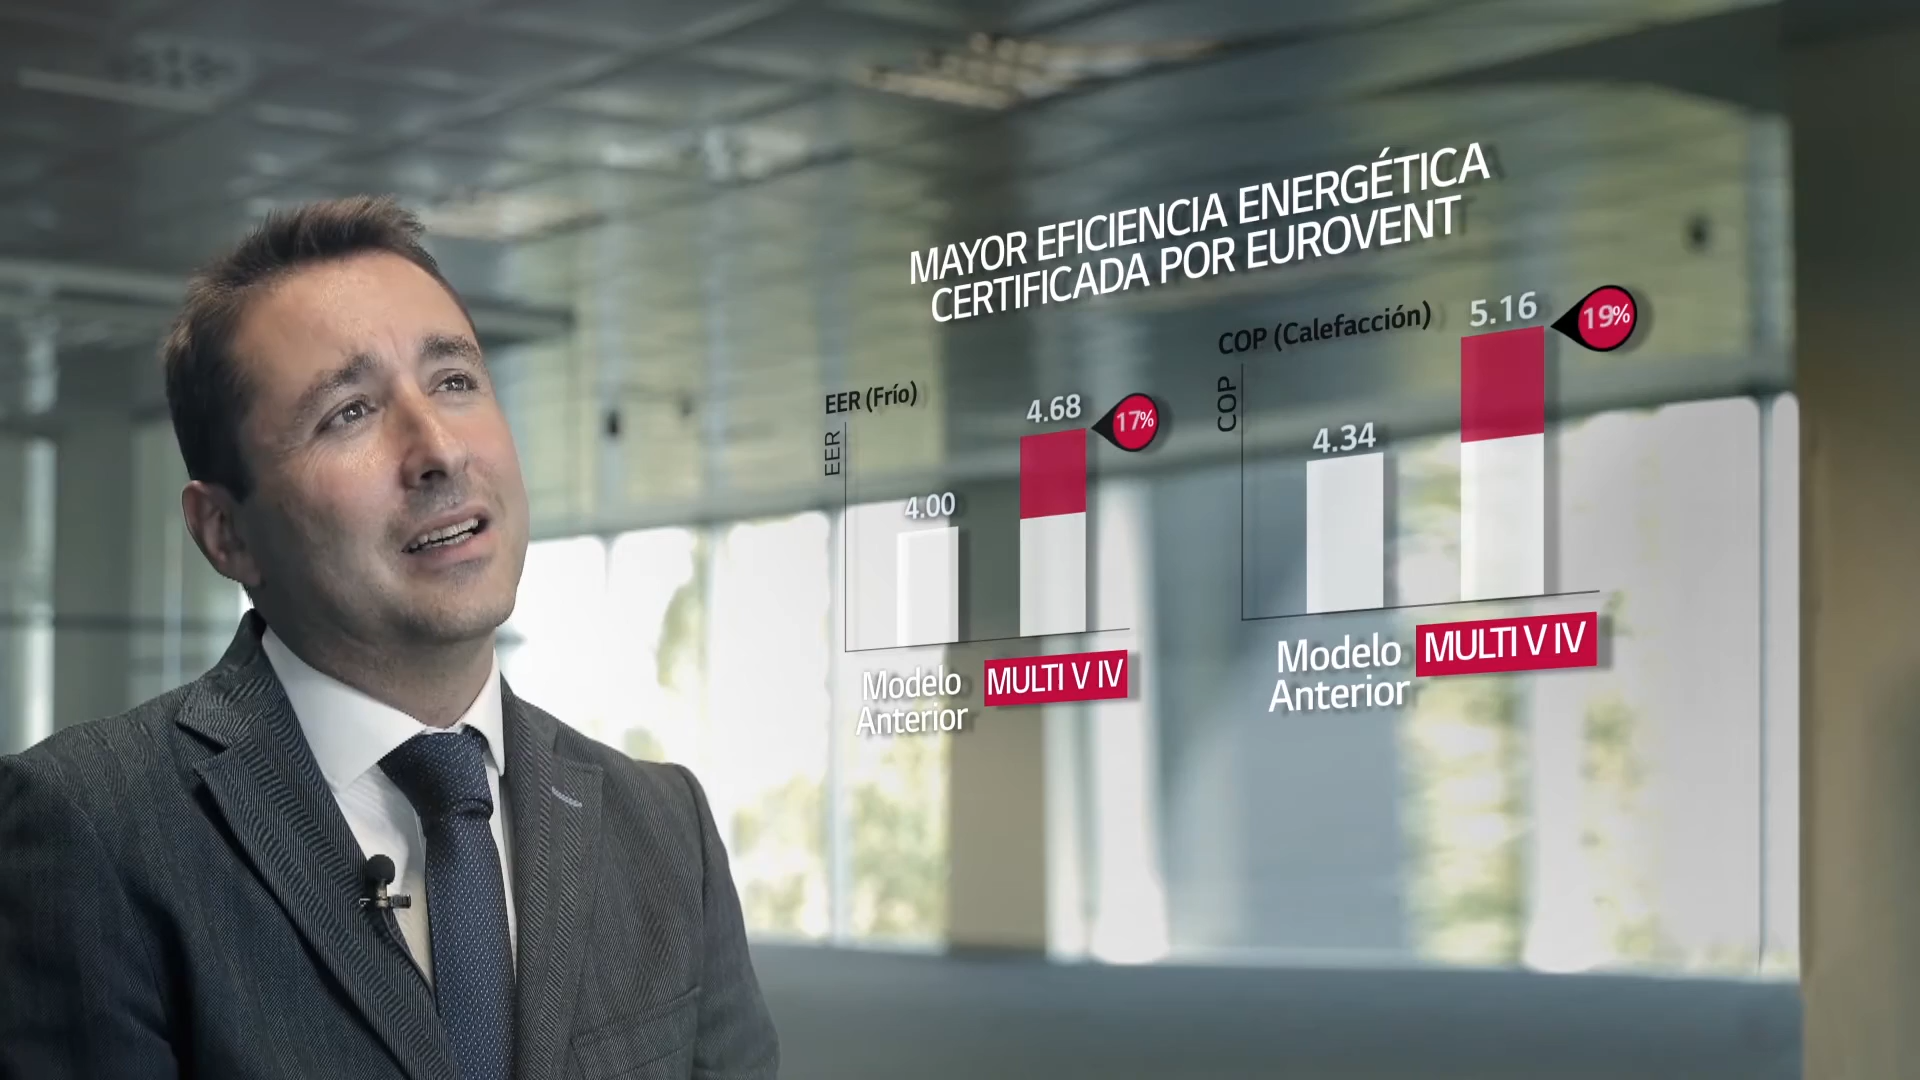 MAYOR EFICIENCIA ENERGÉTICA
CERTIFICADA POR EUROVENT
EER (Frío)
EER
4.00
4.68
17%
Modelo
Anterior
MULTI V IV
COP (Calefacción)
COP
4.34
5.16
19%
Modelo
Anterior
MULTI V IV